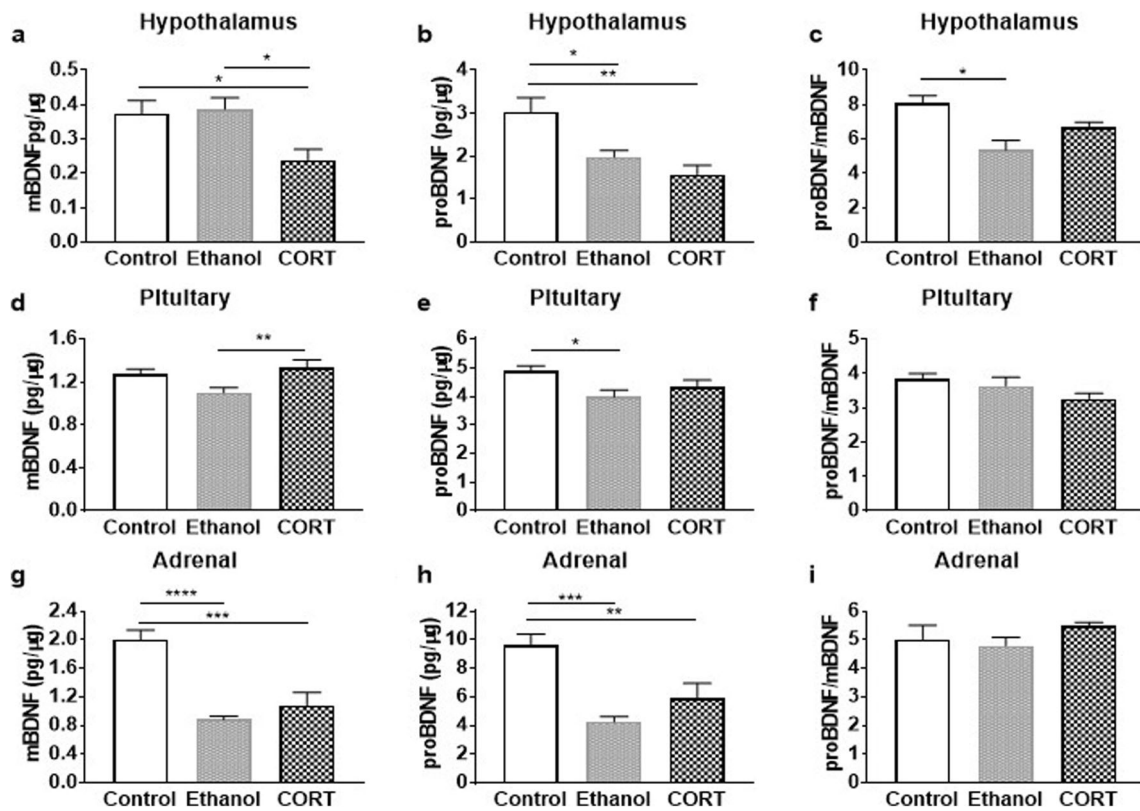 a Hypothalamus
mBDNFpg/µg
0.5
0.4
0.3
0.2
0.1
0.0
*
*
Control Ethanol CORT
b Hypothalamus
proBDNF (pg/µg)
4
3
2
1
0
*
**
Control Ethanol CORT
c Hypothalamus
proBDNF/mBDNF
10
8
6
4
2
0
*
Control Ethanol CORT
d PItultary
mBDNF (pg/µg)
1.6
1.2
0.8
0.4
0.0
**
Control Ethanol CORT
e PItultary
proBDNF (pg/µg)
6
5
4
3
2
1
0
*
Control Ethanol CORT
f PItultary
proBDNF/mBDNF
5
4
3
2
1
0
Control Ethanol CORT
g Adrenal
mBDNF (pg/µg)
2.4
2.0
1.6
1.2
0.8
0.4
0.0
****
***
Control Ethanol CORT
h Adrenal
proBDNF (pg/µg)
12
10
8
6
4
2
0
***
**
Control Ethanol CORT
i Adrenal
proBDNF/mBDNF
6
5
4
3
2
1
0
Control Ethanol CORT